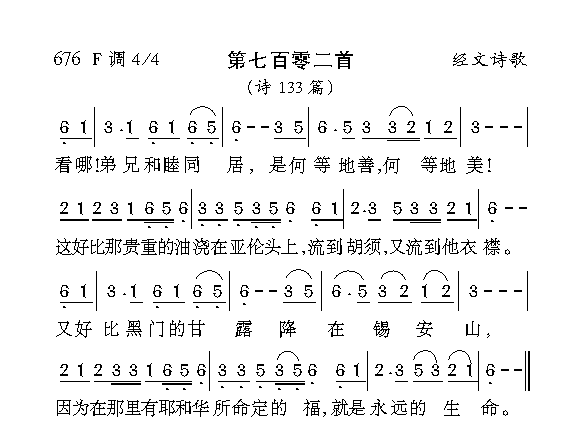 676 F 调 4/4 第七百零二首 经文诗歌
(诗 133 篇)
6 1 | 3 . 1 6 1 6 5 | 6 - - 3 5 | 6 . 5 3 3 2 1 2 | 3 - - - |
看哪!弟兄和睦同 居, 是何等地善,何 等地美!
2 1 2 3 1 6 5 6 | 3 3 5 3 5 6 6 1 | 2 . 3 5 3 3 2 1 | 6 - -
这好比那贵重的油浇在亚伦头上,流到胡须,又流到他衣 襟。
6 1 | 3 . 1 6 1 6 5 | 6 - - 3 5 | 6 . 5 3 2 1 2 | 3 - -
又好 比黑门的甘 露 降 在 锡 安 山,
2 1 2 3 3 1 6 5 6 | 3 3 5 3 5 6 6 1 | 2 . 3 5 3 2 1 | 6 - - ‖
因为在那里有耶和华所命定的 福,就是永远的 生 命。